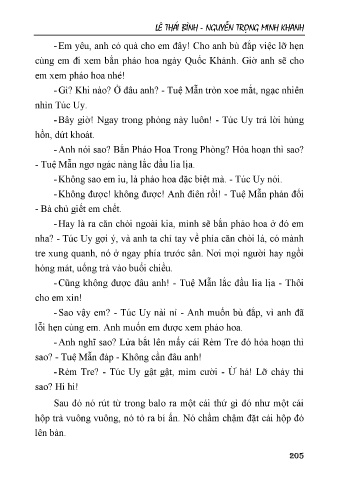 LÊ THÁI BÌNH - NGUYỄN TRỌNG MINH KHANH
- Em yêu, anh có quà cho em đây! Cho anh bù đắp việc lỡ hẹn
cùng em đi xem bắn pháo hoa ngày Quốc Khánh. Giờ anh sẽ cho
em xem pháo hoa nhé!
- Gì? Khi nào? Ở đâu anh? - Tuệ Mẫn tròn xoe mắt, ngạc nhiên
nhìn Túc Uy.
- Bây giờ! Ngay trong phòng này luôn! - Túc Uy trả lời hùng
hồn, dứt khoát.
- Anh nói sao? Bắn Pháo Hoa Trong Phòng? Hỏa hoạn thì sao?
- Tuệ Mẫn ngơ ngác nàng lắc đầu lia lịa.
- Không sao em iu, là pháo hoa đặc biệt mà. - Túc Uy nói.
- Không được! không được! Anh điên rồi! - Tuệ Mẫn phản đối
- Bà chủ giết em chết.
- Hay là ra căn chòi ngoài kia, mình sẽ bắn pháo hoa ở đó em
nha? - Túc Uy gợi ý, và anh ta chỉ tay về phía căn chòi lá, có mành
tre xung quanh, nó ở ngay phía trước sân. Nơi mọi người hay ngồi
hóng mát, uống trà vào buổi chiều.
- Cũng không được đâu anh! - Tuệ Mẫn lắc đầu lia lịa - Thôi
cho em xin!
- Sao vậy em? - Túc Uy nài nỉ - Anh muốn bù đắp, vì anh đã
lỗi hẹn cùng em. Anh muốn em được xem pháo hoa.
- Anh nghĩ sao? Lửa bắt lên mấy cái Rèm Tre đó hỏa hoạn thì
sao? - Tuệ Mẫn đáp - Không cần đâu anh!
- Rèm Tre? - Túc Uy gật gật, mỉm cười - Ừ há! Lỡ cháy thì
sao? Hi hi!
Sau đó nó rút từ trong balo ra một cái thứ gì đó như một cái
hộp trà vuông vuông, nó tỏ ra bí ẩn. Nó chầm chậm đặt cái hộp đó
lên bàn.
205